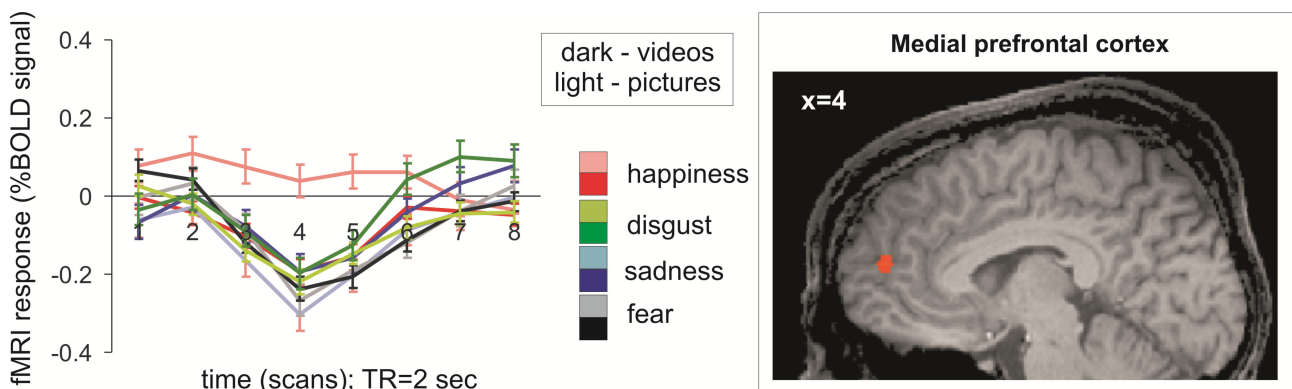 fMRI response (%BOLD signal)
0.4
0.2
0
-0.2
-0.4
2
3
4
5
6
7
8
time (scans); TR=2 sec
dark - videos
light - pictures
happiness
disgust
sadness
fear
Medial prefrontal cortex
x=4